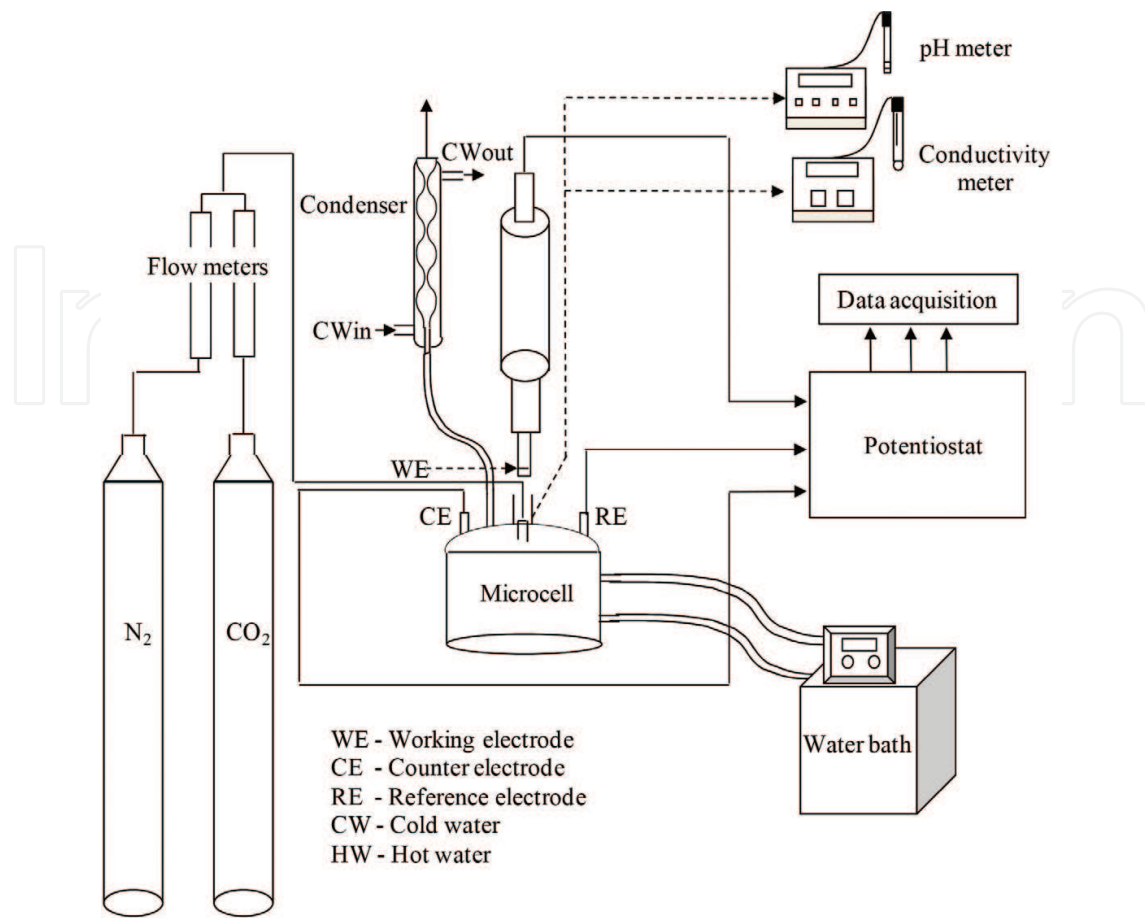 pH meter
CWout
Conductivity
meter
Condenser
Flow meters
Data acquisition
CWin
Potentiostat
WE
CE
RE
Microcell
N₂
CO₂
Water bath
WE - Working electrode
CE - Counter electrode
RE - Reference electrode
CW - Cold water
HW - Hot water